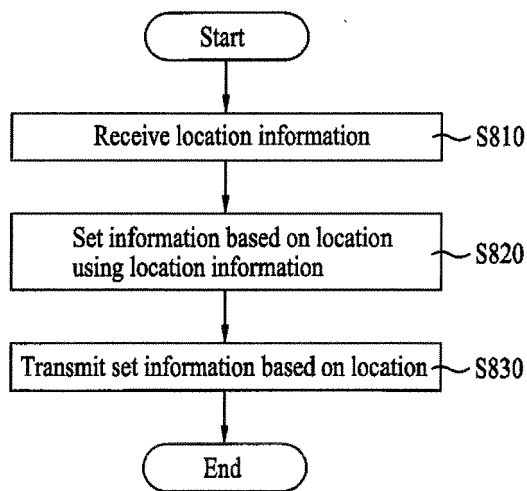 Start
Receive location information
S810
Set information based on location
using location information
S820
Transmit set information based on location
S830
End